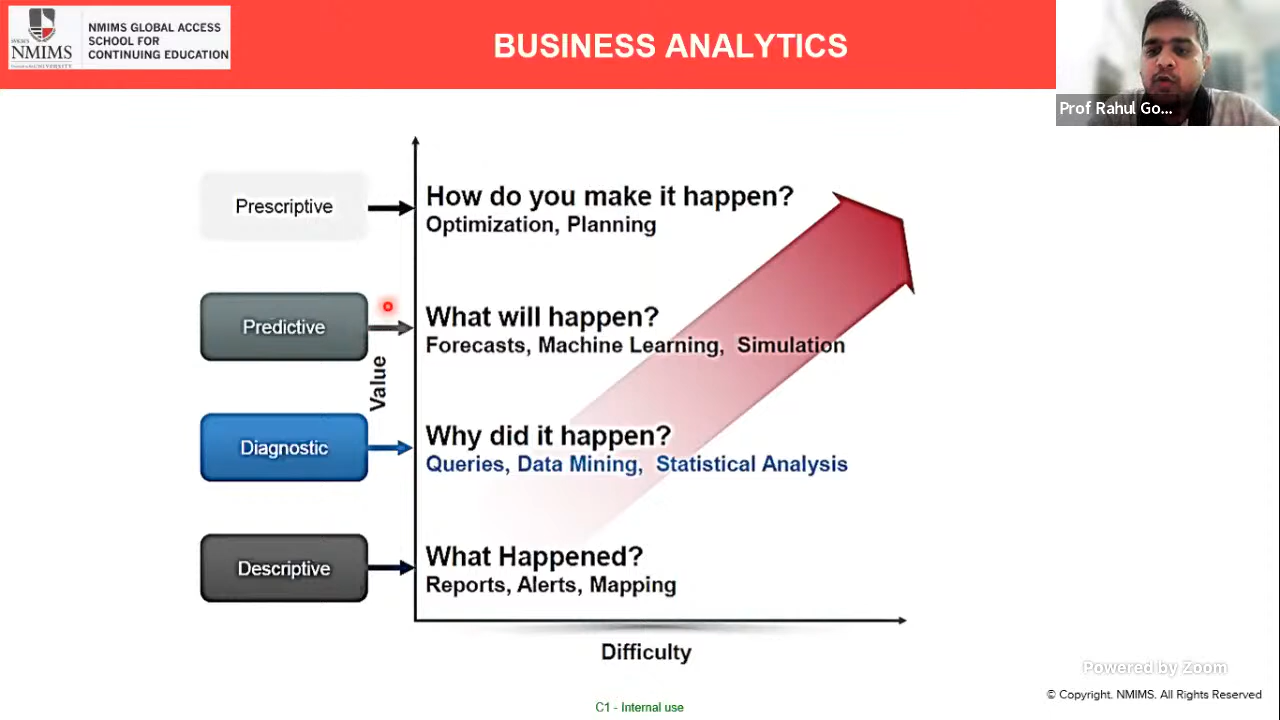 NMIMS
NMIMS GLOBAL ACCESS
SCHOOL FOR
CONTINUING EDUCATION
BUSINESS ANALYTICS
Prof Rahul Go...
Prescriptive
How do you make it happen?
Optimization, Planning
Predictive
What will happen?
Forecasts, Machine Learning, Simulation
Value
Diagnostic
Why did it happen?
Queries, Data Mining, Statistical Analysis
Descriptive
What Happened?
Reports, Alerts, Mapping
Difficulty
Powered by Zoom
© Copyright. NMIMS. All Rights Reserved
C1 - Internal use